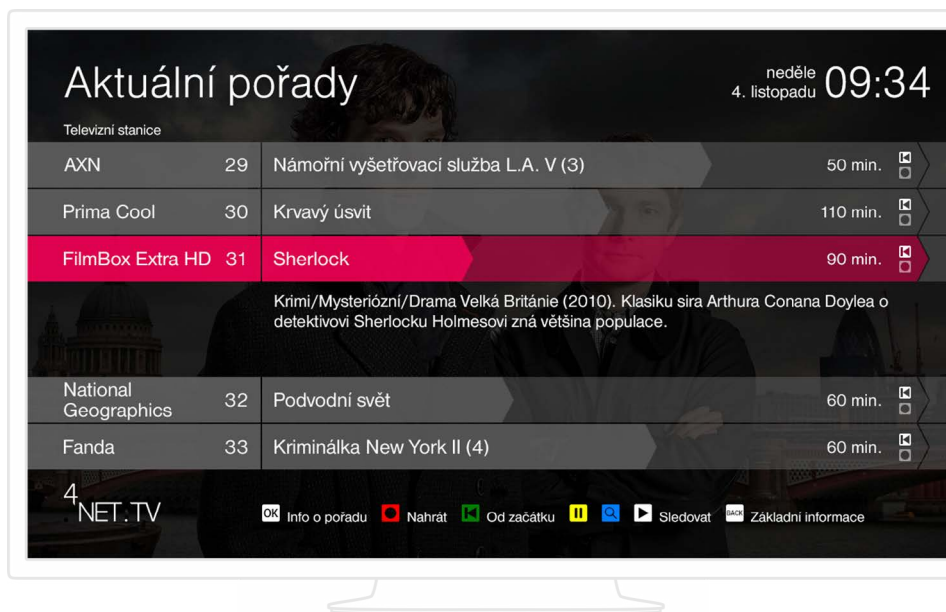 Aktuální pořady
neděle
4. listopadu 09:34
Televizní stanice
AXN 29 Námořní vyšetřovací služba L.A. V (3) 50 min.
Prima Cool 30 Krvavý úsvit 110 min.
FilmBox Extra HD 31 Sherlock 90 min.
Krimi/Mysteriózní/Drama Velká Británie (2010). Klasiku sira Arthura Conana Doylea o
detektivovi Sherlocku Holmesovi zná většina populace.
National
Geographics 32 Podvodní svět 60 min.
Fanda 33 Kriminálka New York II (4) 60 min.
4NET.TV
OK Info o pořadu Nahrát Od začátku Sledovat BACK Základní informace